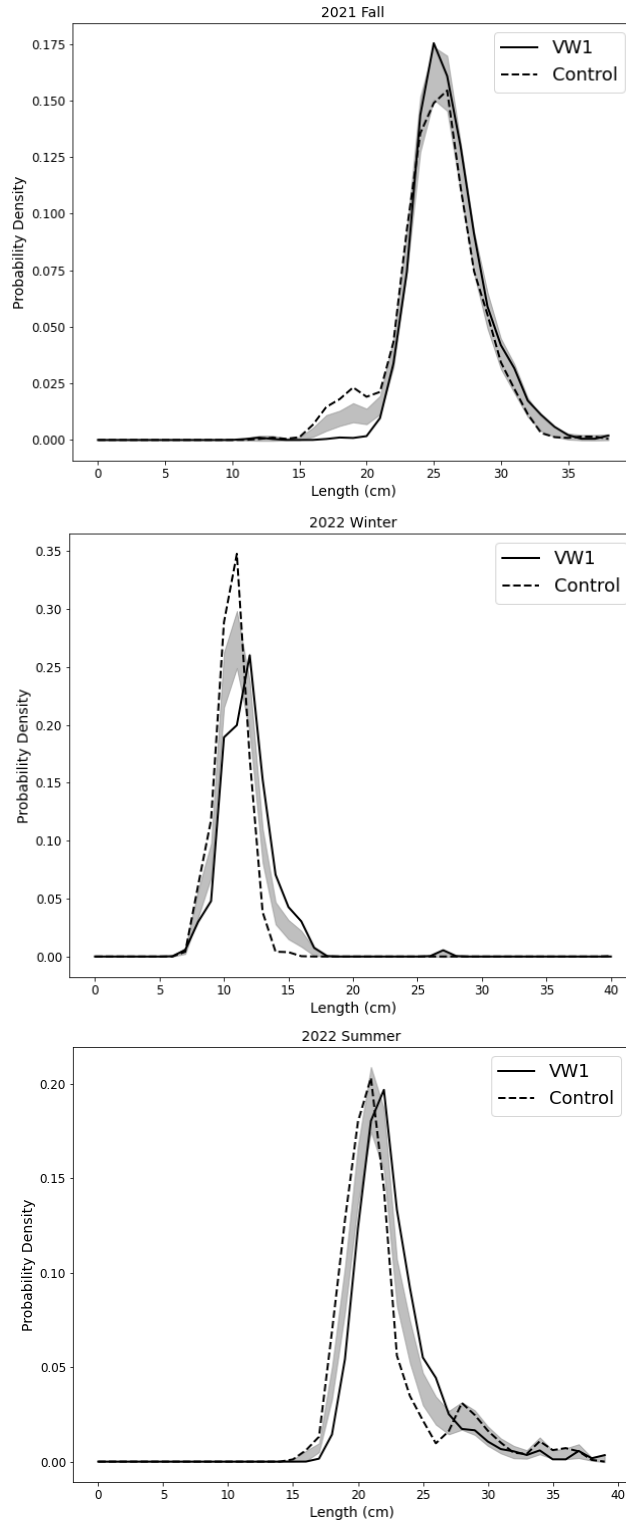 2021 Fall
VW1
Control
Probability Density
0.175
0.150
0.125
0.100
0.075
0.050
0.025
0.000
0 5 10 15 20 25 30 35
Length (cm)
2022 Winter
VW1
Control
Probability Density
0.35
0.30
0.25
0.20
0.15
0.10
0.05
0.00
0 5 10 15 20 25 30 35 40
Length (cm)
2022 Summer
VW1
Control
Probability Density
0.20
0.15
0.10
0.05
0.00
0 5 10 15 20 25 30 35 40
Length (cm)